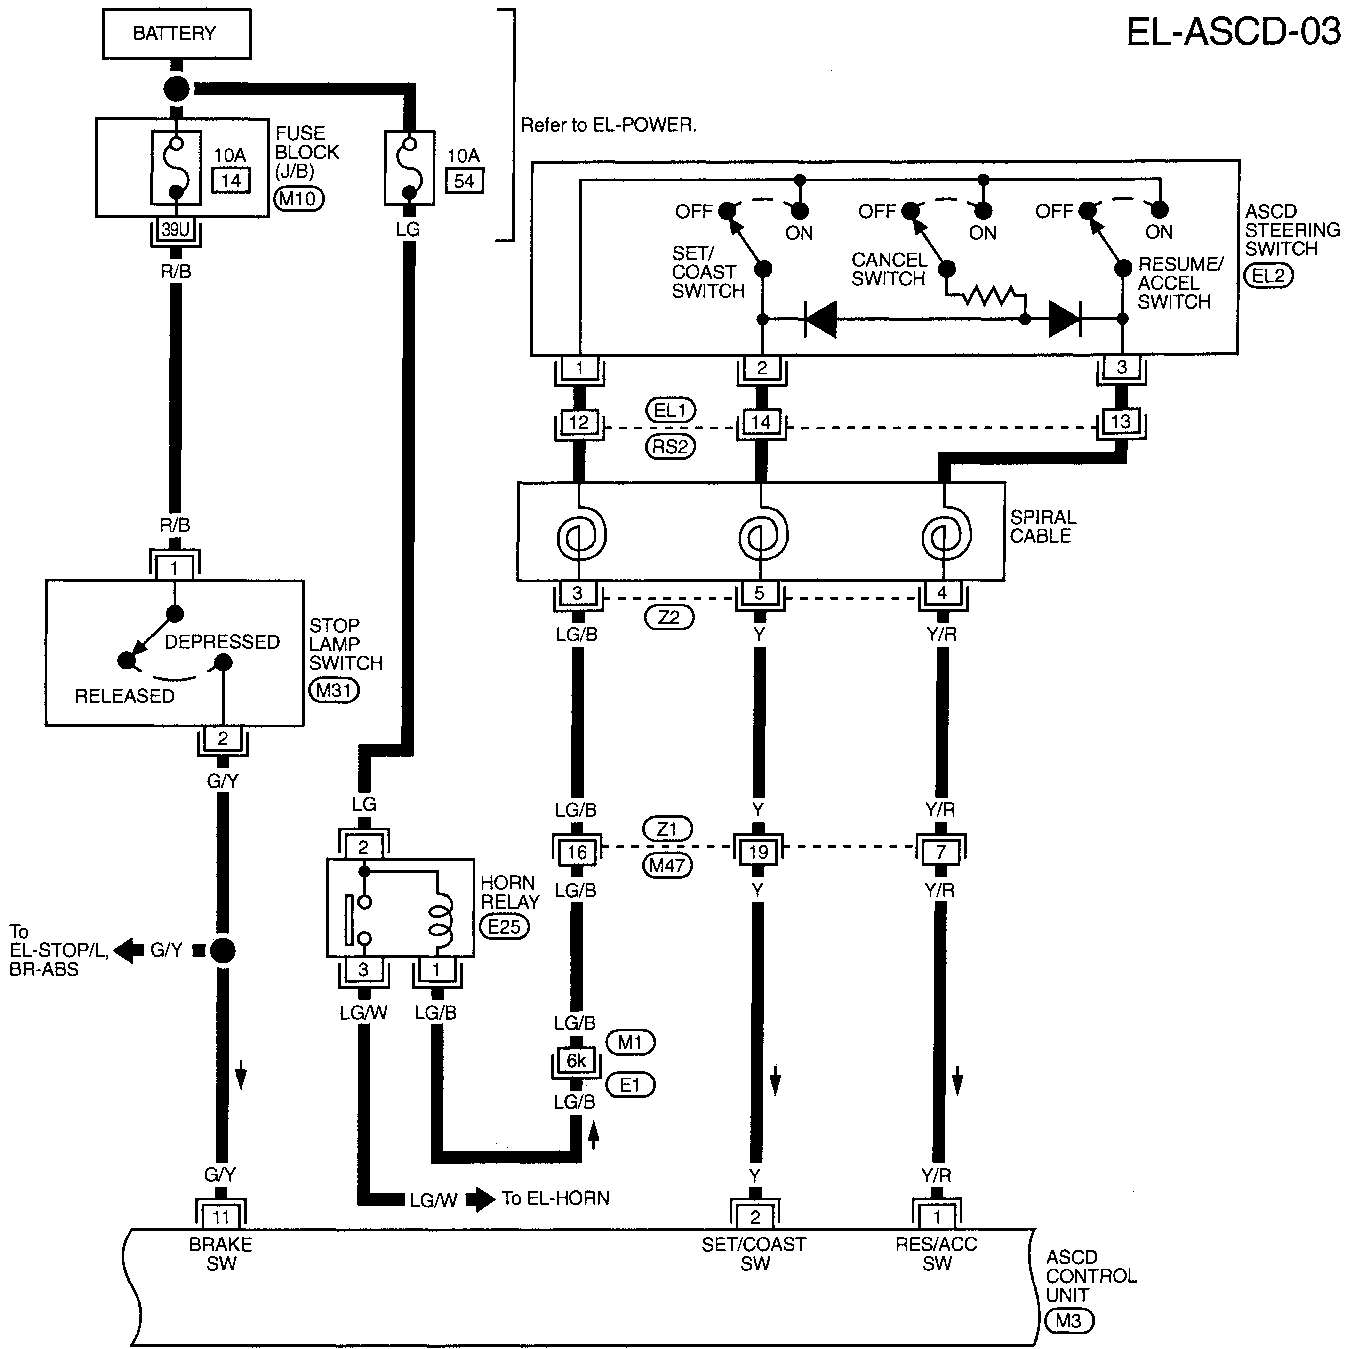 EL-ASCD-03
BATTERY
Refer to EL-POWER.
10A
14
FUSE
BLOCK
(J/B)
M10
10A
54
39U
R/B
LG
OFF
ON
OFF
ON
OFF
ON
SET/
COAST
SWITCH
CANCEL
SWITCH
RESUME/
ACCEL
SWITCH
ASCD
STEERING
SWITCH
EL2
1
2
3
12
EL1
RS2
14
13
SPIRAL
CABLE
R/B
1
3
Z2
5
4
LG/B
Y
Y/R
DEPRESSED
RELEASED
STOP
LAMP
SWITCH
M31
2
G/Y
LG
LG/B
Y
Y/R
2
16
Z1
M47
19
7
LG/B
Y
Y/R
HORN
RELAY
E25
3
1
LG/W
LG/B
To
EL-STOP/L,
BR-ABS
G/Y
LG/B
6k
M1
E1
LG/B
G/Y
Y
Y/R
LG/W
To EL-HORN
11
2
1
BRAKE
SW
SET/COAST
SW
RES/ACC
SW
ASCD
CONTROL
UNIT
M3